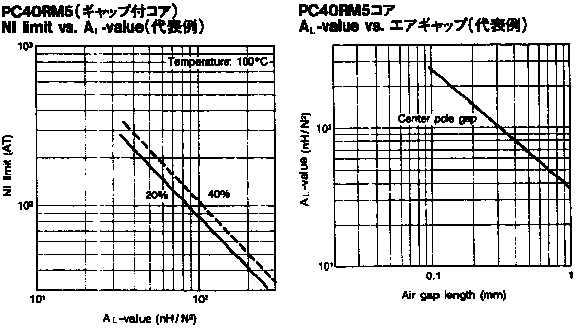 PC40RM5(ギャップ付コア)
NI limit vs. AL-value(代表例)
10³
Temperature: 100°C
NI limit (AT)
10²
20%
40%
10¹
10²
AL-value (nH/N²)
PC40RM5コア
AL-value vs. エアギャップ(代表例)
Center pole gap
AL-value (nH/N²)
10²
10¹
0.1
1
Air gap length (mm)